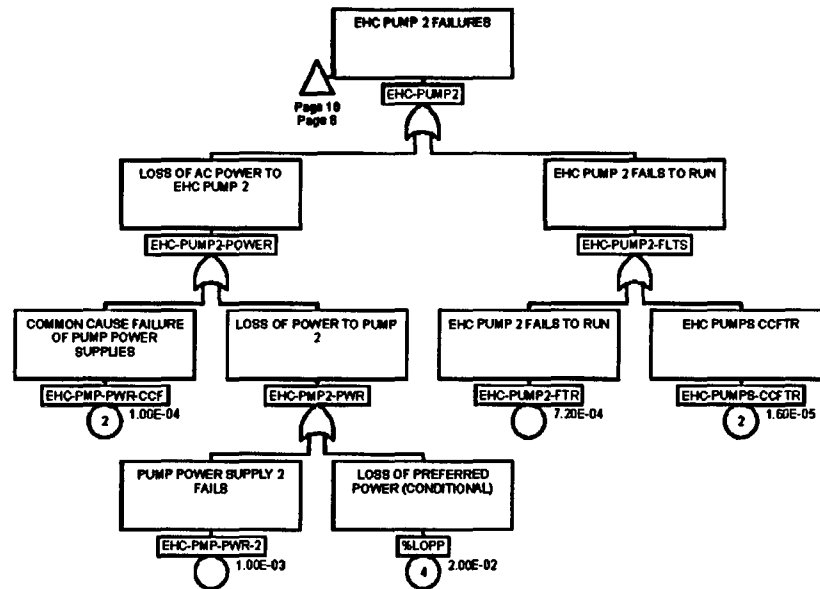 EHC PUMP 2 FAILURES
EHC-PUMP2
Page 10
Page 8
LOSS OF AC POWER TO
EHC PUMP 2
EHC PUMP 2 FAILS TO RUN
EHC-PUMP2-POWER
EHC-PUMP2-FLTS
COMMON CAUSE FAILURE
OF PUMP POWER
SUPPLIES
LOSS OF POWER TO PUMP
2
EHC PUMP 2 FAILS TO RUN
EHC PUMPS CCFTR
EHC-PMP-PWR-CCF
EHC-PMP2-PWR
EHC-PUMP2-FTR
EHC-PUMPS-CCFTR
2
1.00E-04
7.20E-04
2
1.60E-05
PUMP POWER SUPPLY 2
FAILS
LOSS OF PREFERRED
POWER (CONDITIONAL)
EHC-PMP-PWR-2
%LOPP
1.00E-03
4
2.00E-02